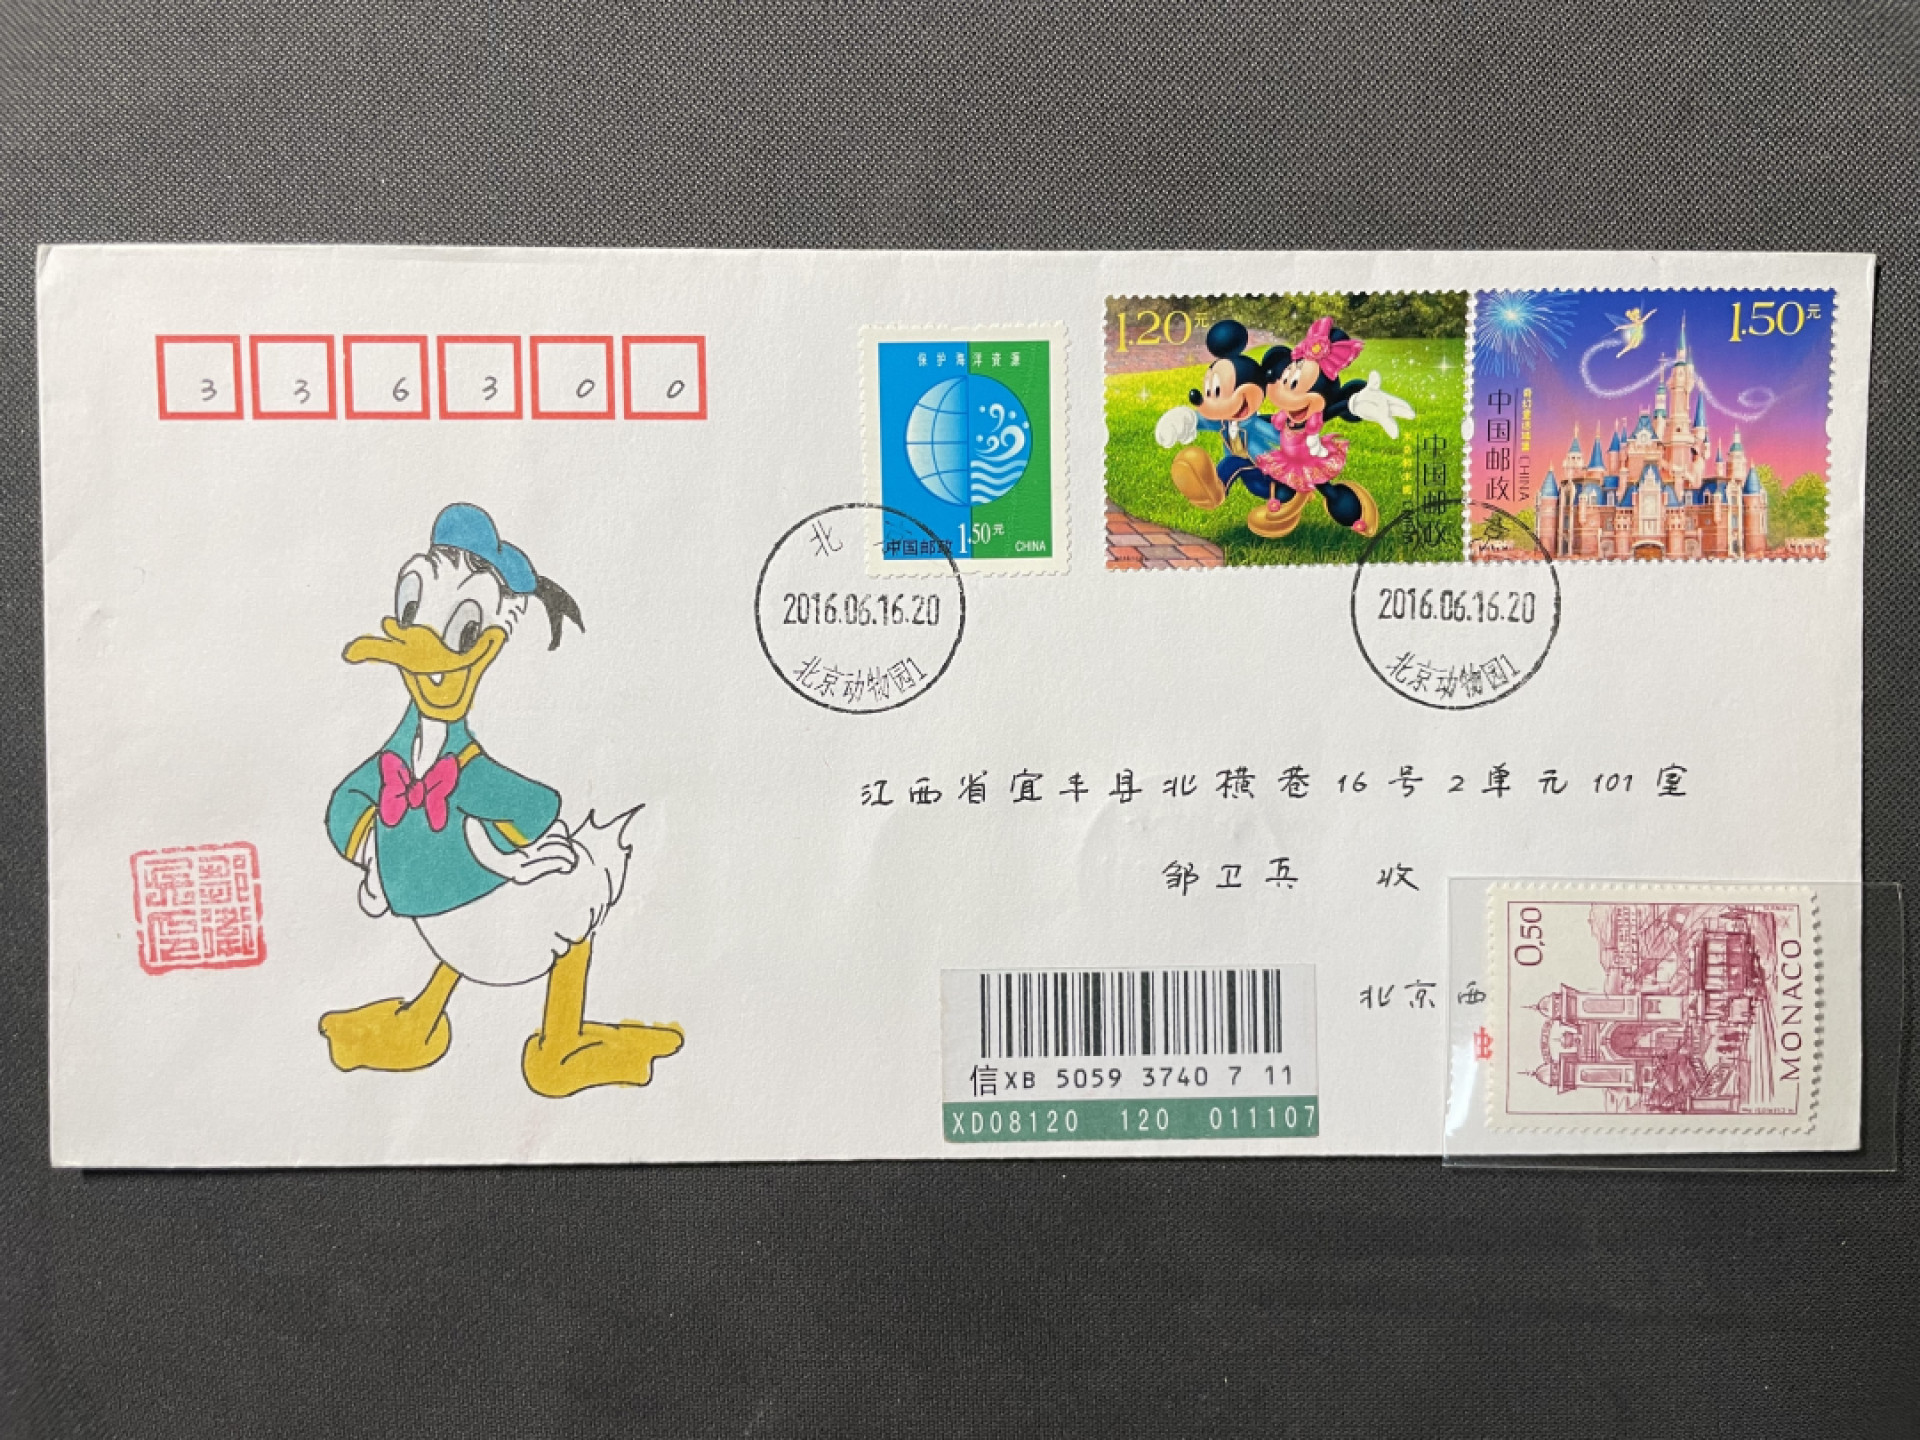 3 3 6 3 0 0
保护海洋资源
中国邮政 1.50元 CHINA
1.20元
中国邮政
1.50元
中国邮政
CHINA
北
2016.06.16.20
北京动物园1
2016.06.16.20
北京动物园1
江西省宜丰县北横巷16号2单元101室
邹卫兵 收
北京西
信 XB 5059 3740 7 11
XD08120 120 011107
0,50
MONACO